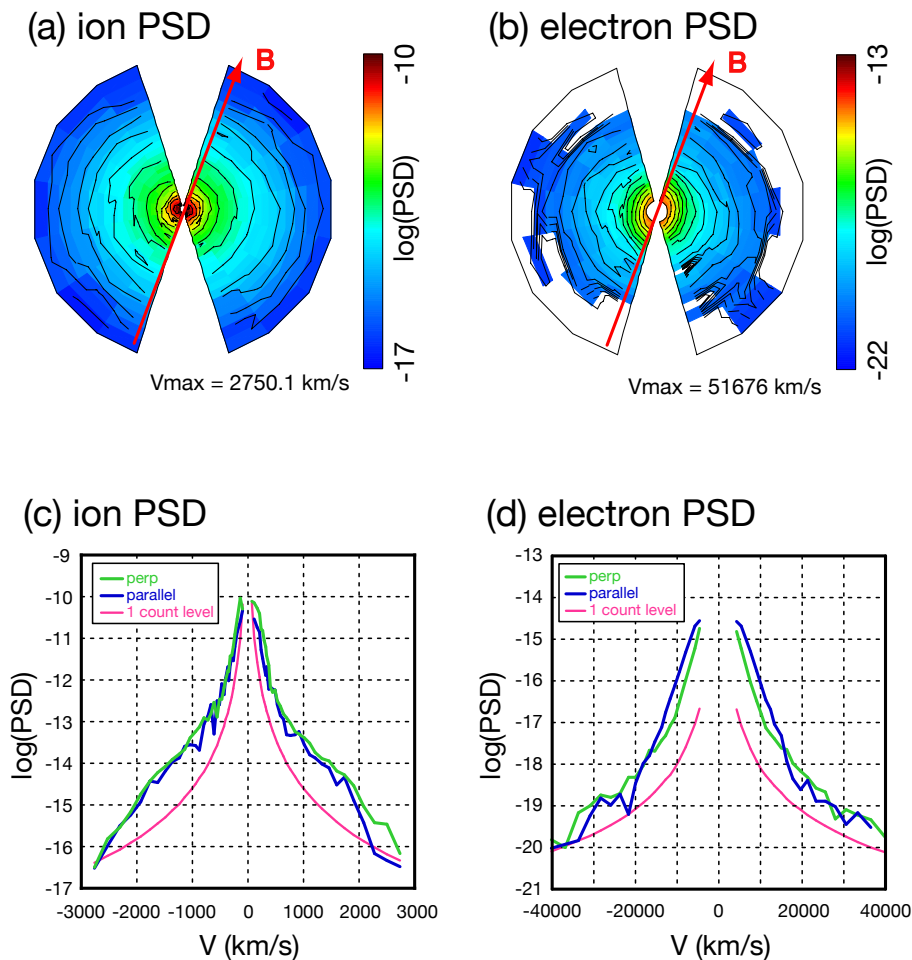 (a) ion PSD
B
-10
log(PSD)
-17
Vmax = 2750.1 km/s
(b) electron PSD
B
-13
log(PSD)
-22
Vmax = 51676 km/s
(c) ion PSD
-9
-10
-11
-12
-13
-14
-15
-16
-17
log(PSD)
perp
parallel
1 count level
-3000 -2000 -1000 0 1000 2000 3000
V (km/s)
(d) electron PSD
-13
-14
-15
-16
-17
-18
-19
-20
-21
log(PSD)
perp
parallel
1 count level
-40000 -20000 0 20000 40000
V (km/s)